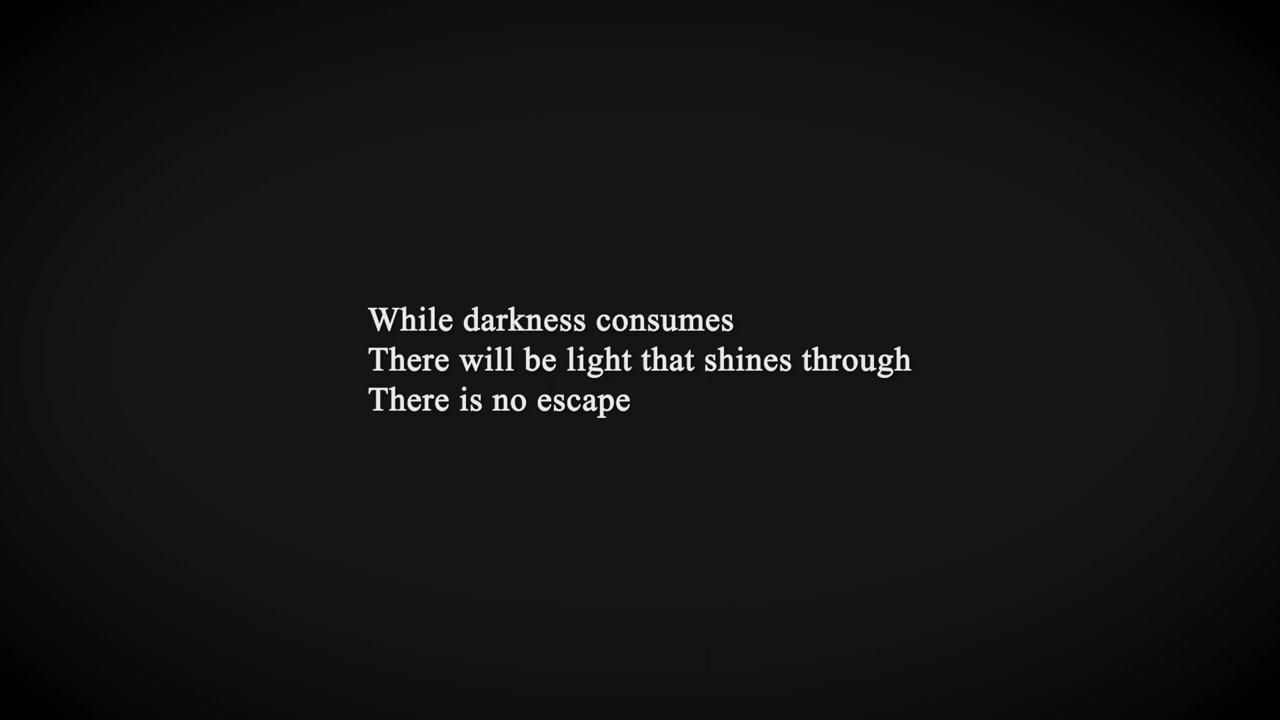 While darkness consumes
There will be light that shines through
There is no escape